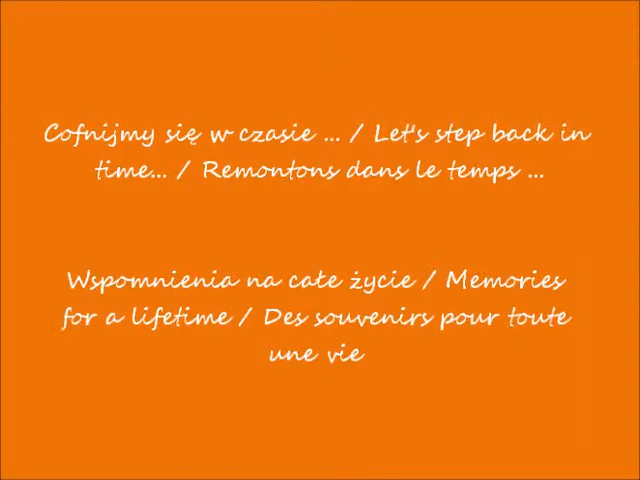 Cofnijmy się w czasie ... / Let's step back in
time... / Remontons dans le temps ...
Wspomnienia na całe życie / Memories
for a lifetime / Des souvenirs pour toute
une vie